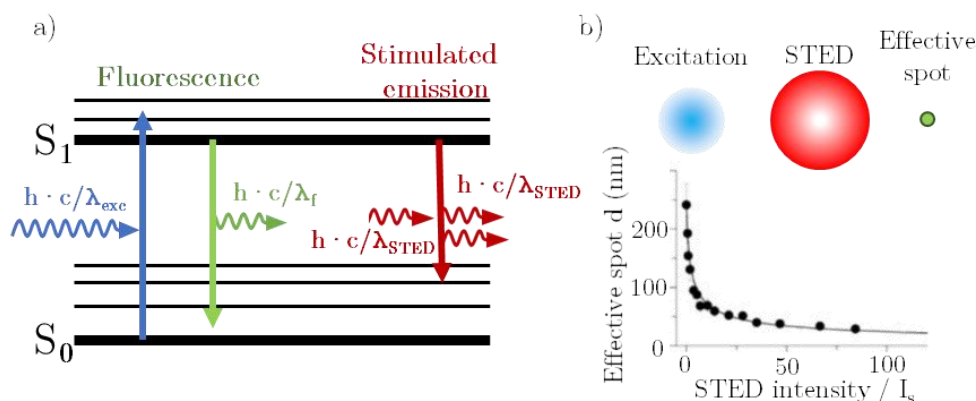 a)
Fluorescence
Stimulated
emission
S1
h · c/λexc
h · c/λf
h · c/λSTED
h · c/λSTED
S0
b)
Excitation
STED
Effective
spot
Effective spot d (nm)
200
100
0
0
50
100
STED intensity / Is